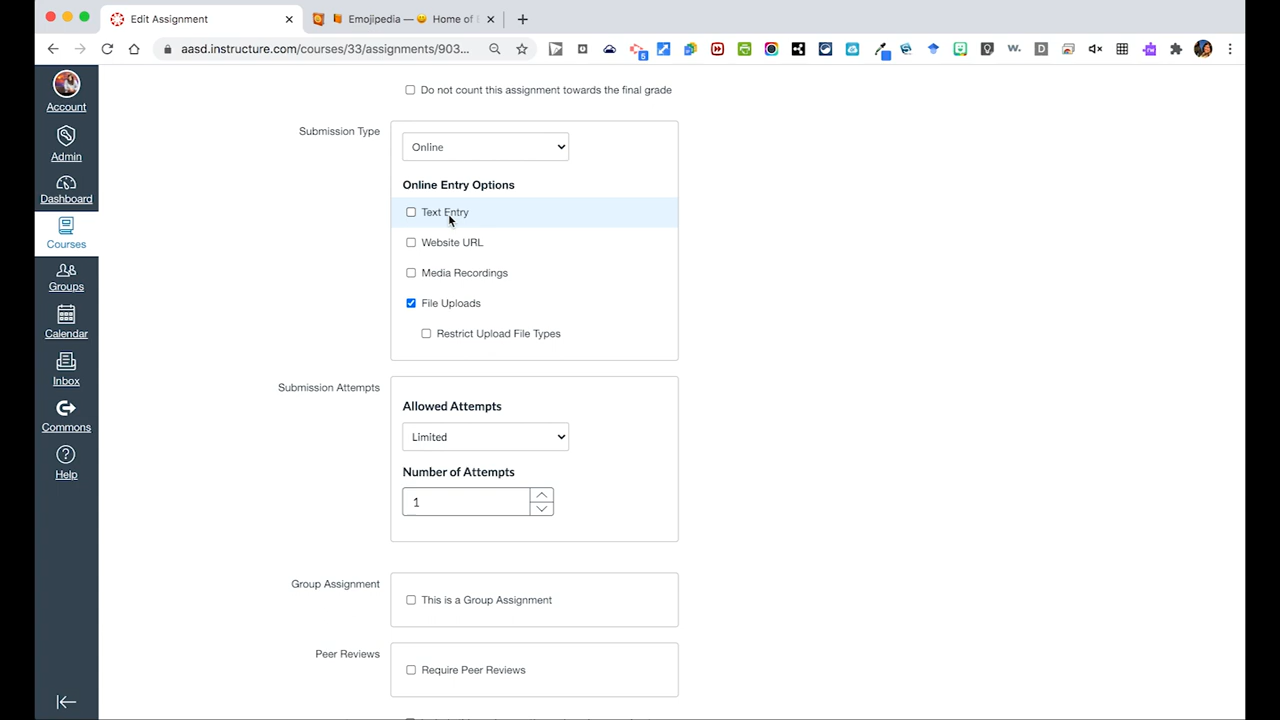 Edit Assignment
Emojipedia — 😀 Home of
aasd.instructure.com/courses/33/assignments/903...
6
W.
D
Account
Admin
Dashboard
Courses
Groups
Calendar
Inbox
Commons
Help
Do not count this assignment towards the final grade
Submission Type
Online
Online Entry Options
Text Entry
Website URL
Media Recordings
File Uploads
Restrict Upload File Types
Submission Attempts
Allowed Attempts
Limited
Number of Attempts
1
Group Assignment
This is a Group Assignment
Peer Reviews
Require Peer Reviews